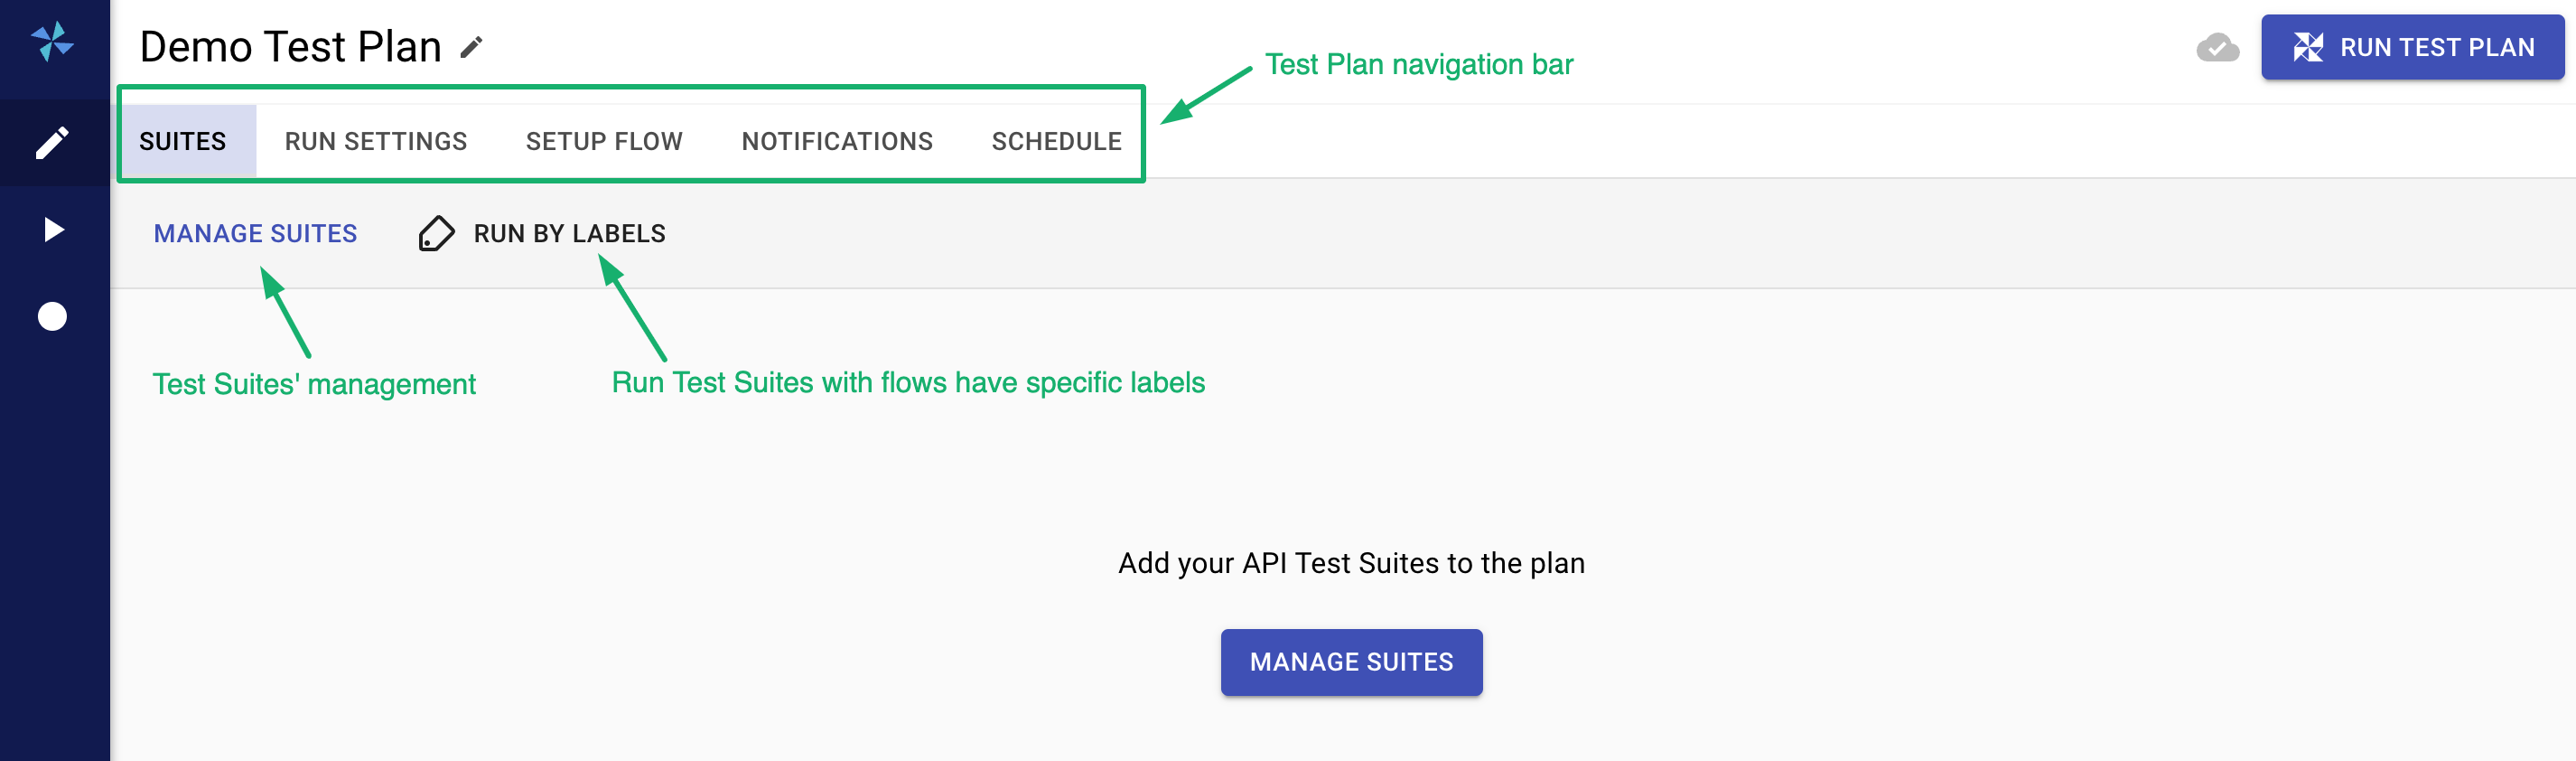 Demo Test Plan
RUN TEST PLAN
Test Plan navigation bar
SUITES RUN SETTINGS SETUP FLOW NOTIFICATIONS SCHEDULE
MANAGE SUITES RUN BY LABELS
Test Suites' management
Run Test Suites with flows have specific labels
Add your API Test Suites to the plan
MANAGE SUITES